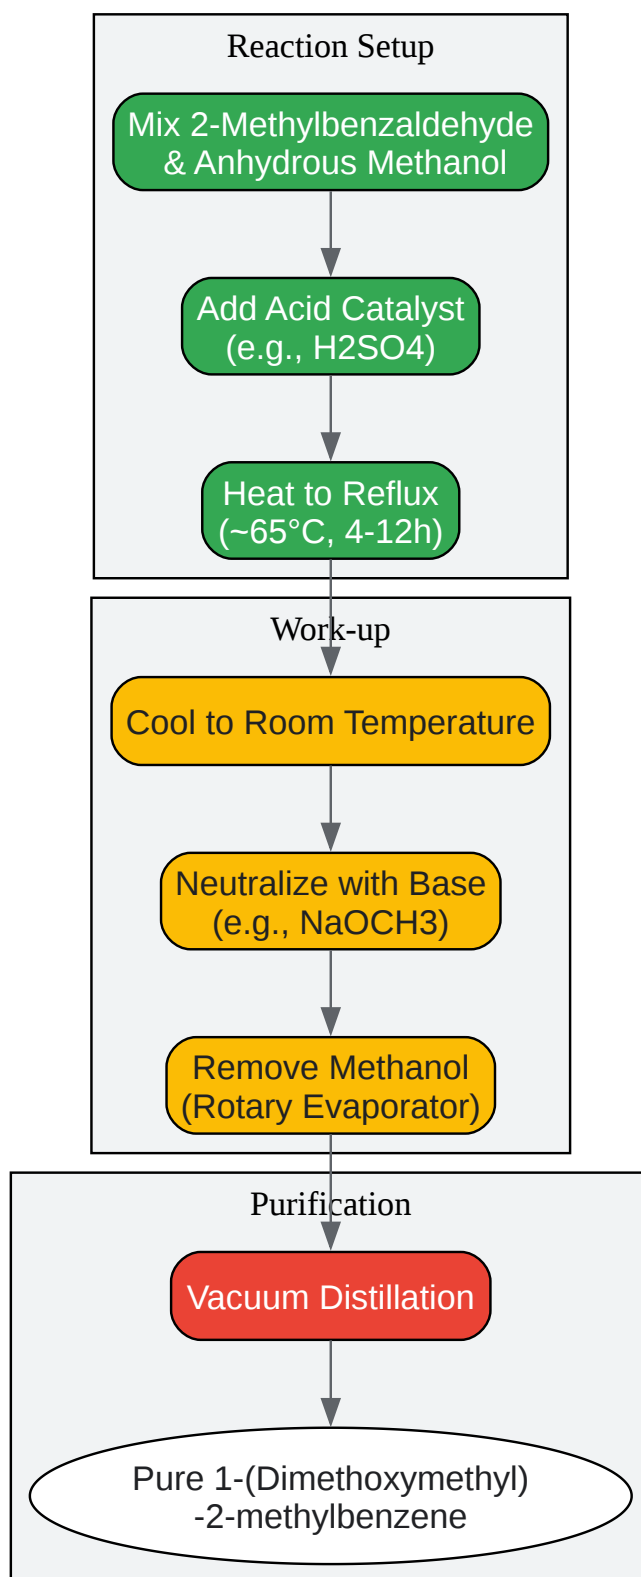 Reaction Setup
Mix 2-Methylbenzaldehyde
& Anhydrous Methanol
Add Acid Catalyst
(e.g., H2SO4)
Heat to Reflux
(~65°C, 4-12h)
Work-up
Cool to Room Temperature
Neutralize with Base
(e.g., NaOCH3)
Remove Methanol
(Rotary Evaporator)
Purification
Vacuum Distillation
Pure 1-(Dimethoxymethyl)
-2-methylbenzene